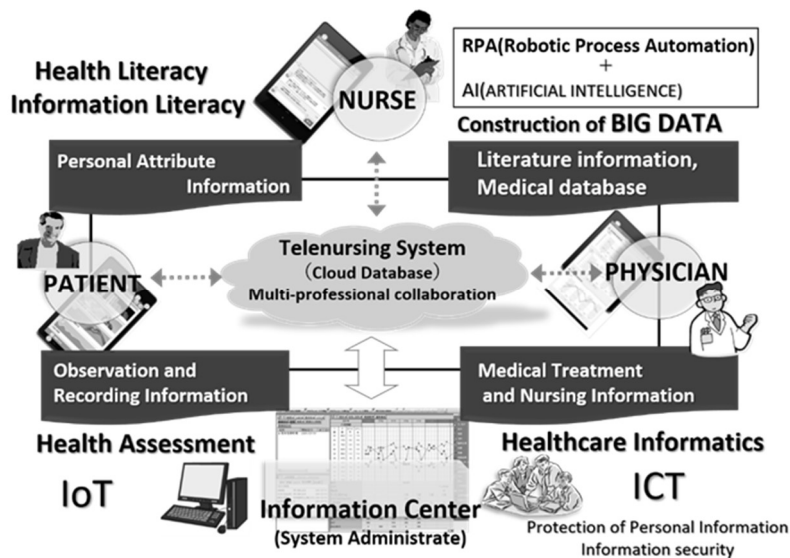 Health Literacy
Information Literacy
NURSE
RPA(Robotic Process Automation)
+
AI(ARTIFICIAL INTELLIGENCE)
Construction of BIG DATA
Personal Attribute
Information
Literature information,
Medical database
Telenursing System
(Cloud Database)
Multi-professional collaboration
PATIENT
PHYSICIAN
Observation and
Recording Information
Medical Treatment
and Nursing Information
Health Assessment
IoT
Information Center
(System Administrate)
Healthcare Informatics
ICT
Protection of Personal Information
Information security